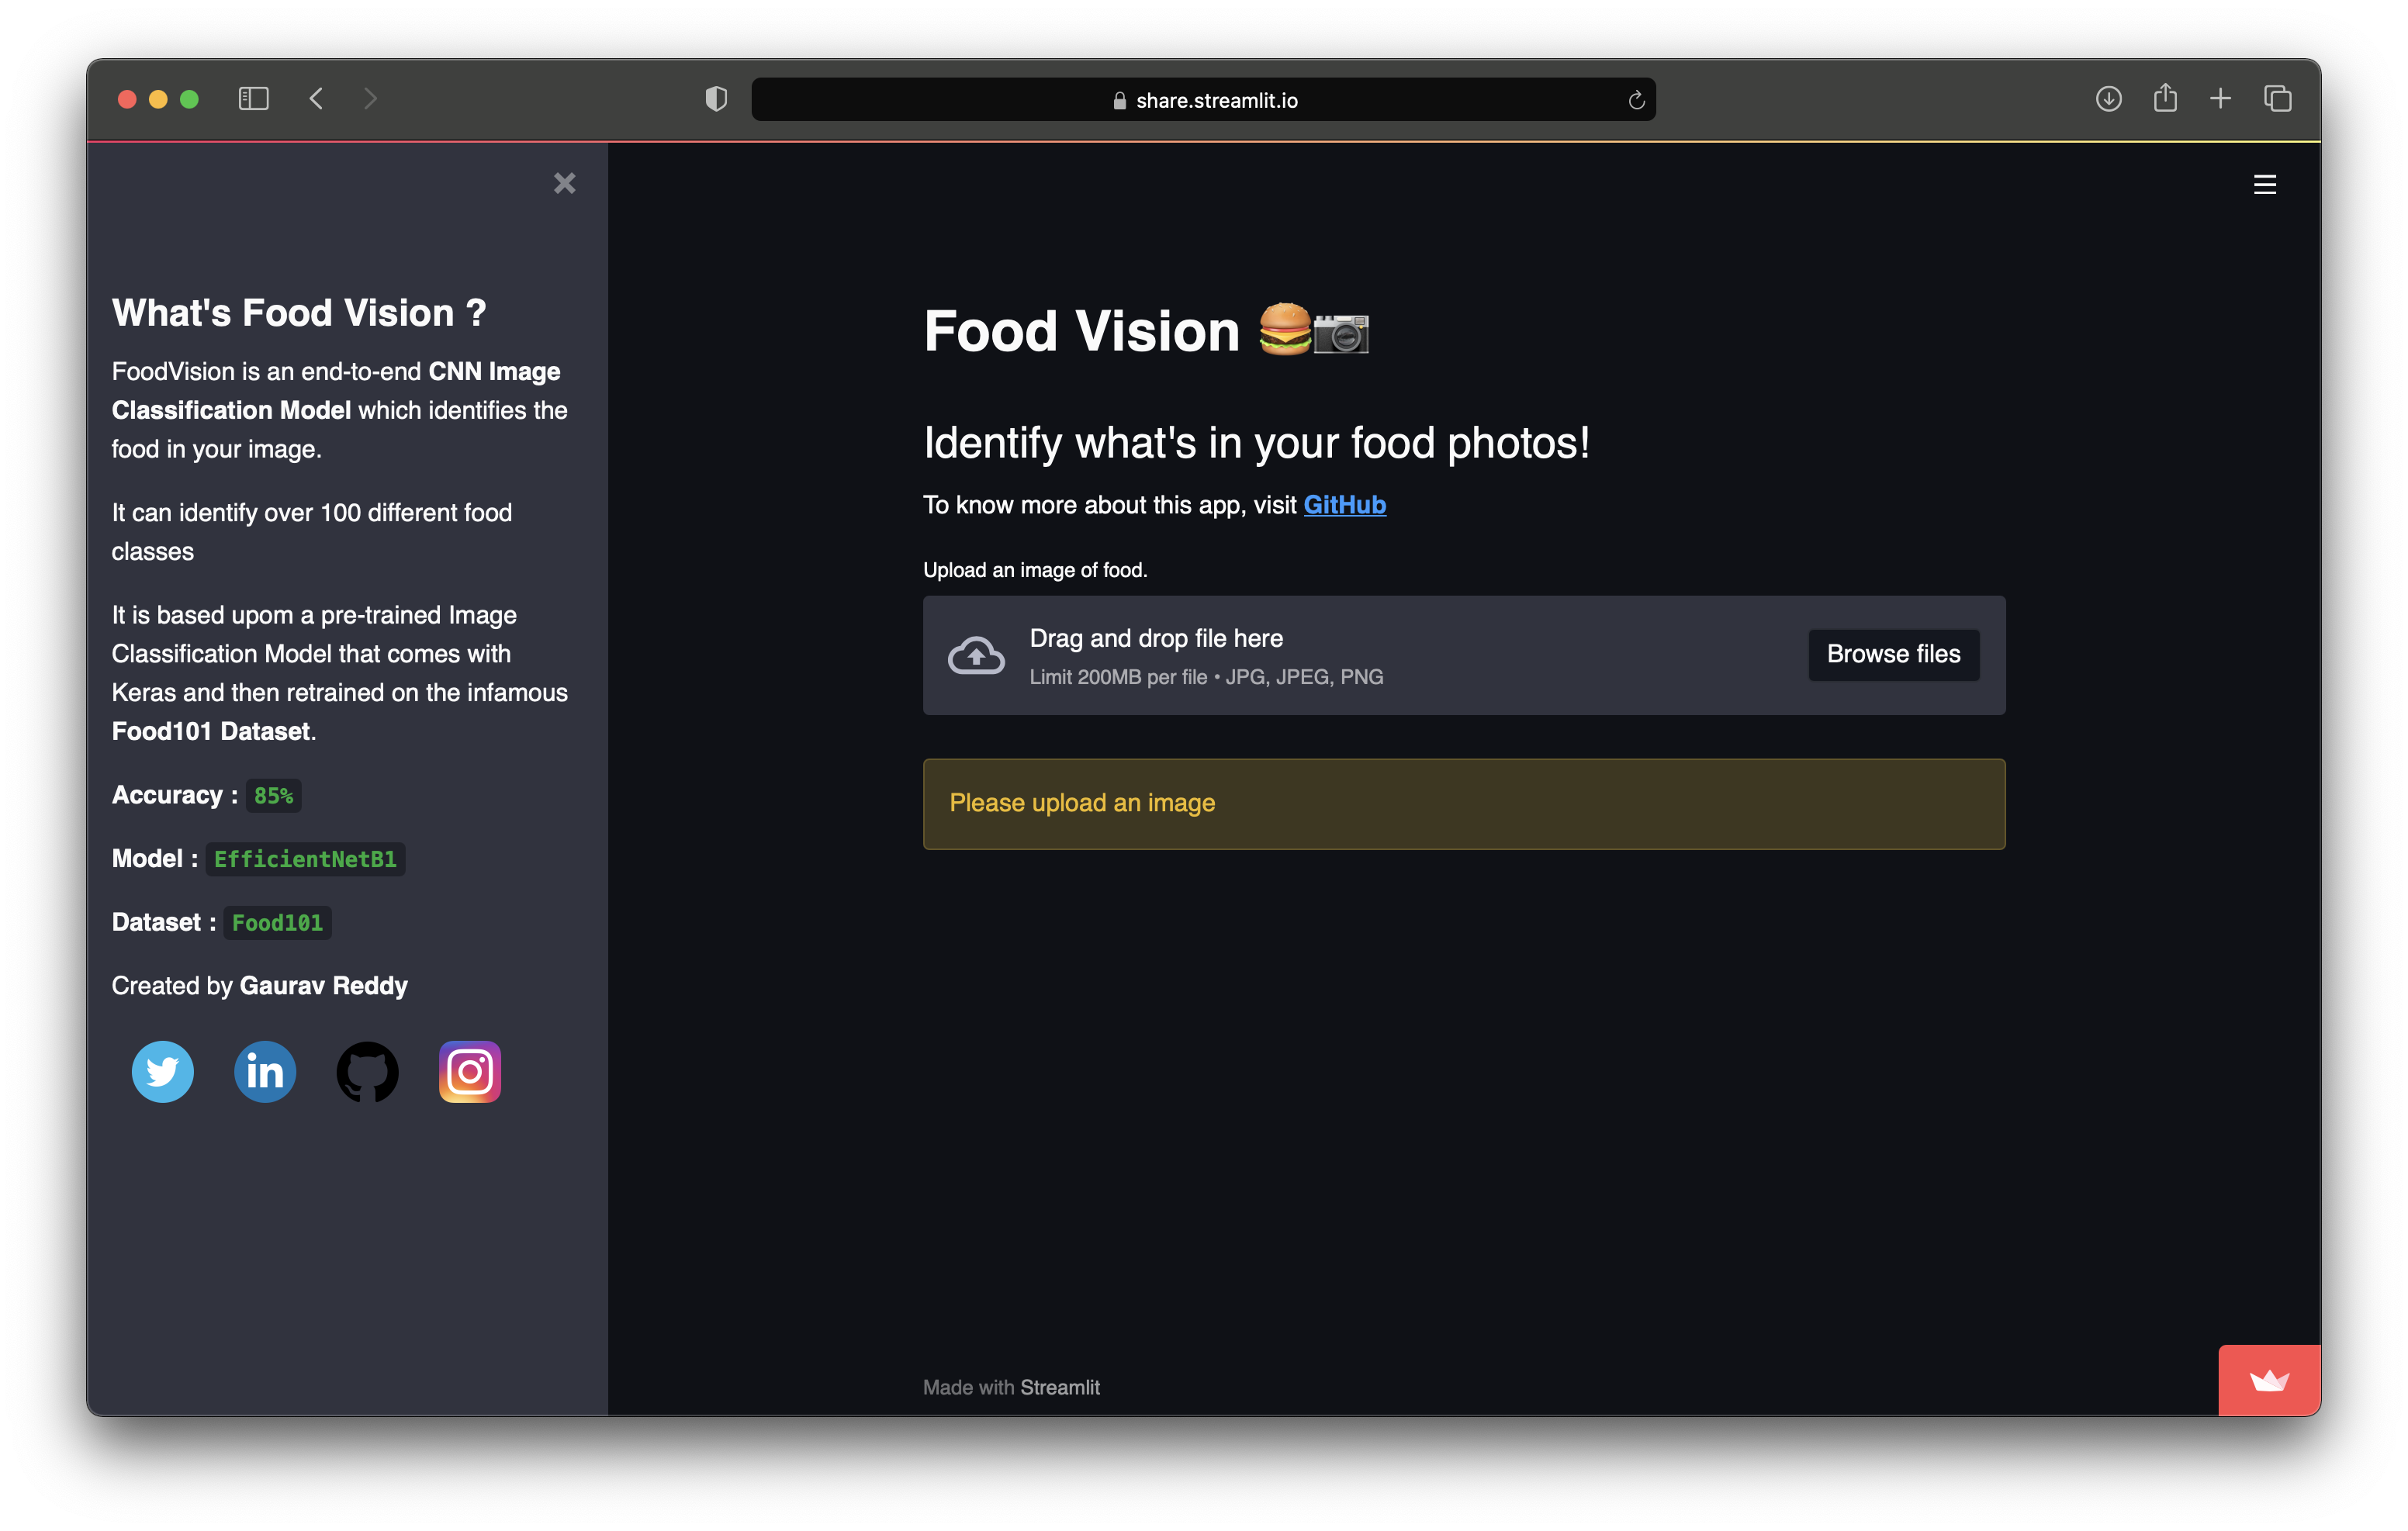 share.streamlit.io
What's Food Vision ?
FoodVision is an end-to-end CNN Image
Classification Model which identifies the
food in your image.
It can identify over 100 different food
classes
It is based upom a pre-trained Image
Classification Model that comes with
Keras and then retrained on the infamous
Food101 Dataset.
Accuracy : 85%
Model : EfficientNetB1
Dataset : Food101
Created by Gaurav Reddy
in
Food Vision 🍔📷
Identify what's in your food photos!
To know more about this app, visit GitHub
Upload an image of food.
Drag and drop file here
Limit 200MB per file • JPG, JPEG, PNG
Browse files
Please upload an image
Made with Streamlit